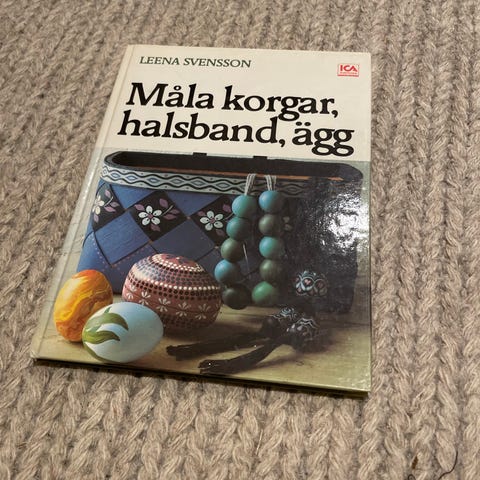 LEENA SVENSSON
ICA
Måla korgar,
halsband, ägg